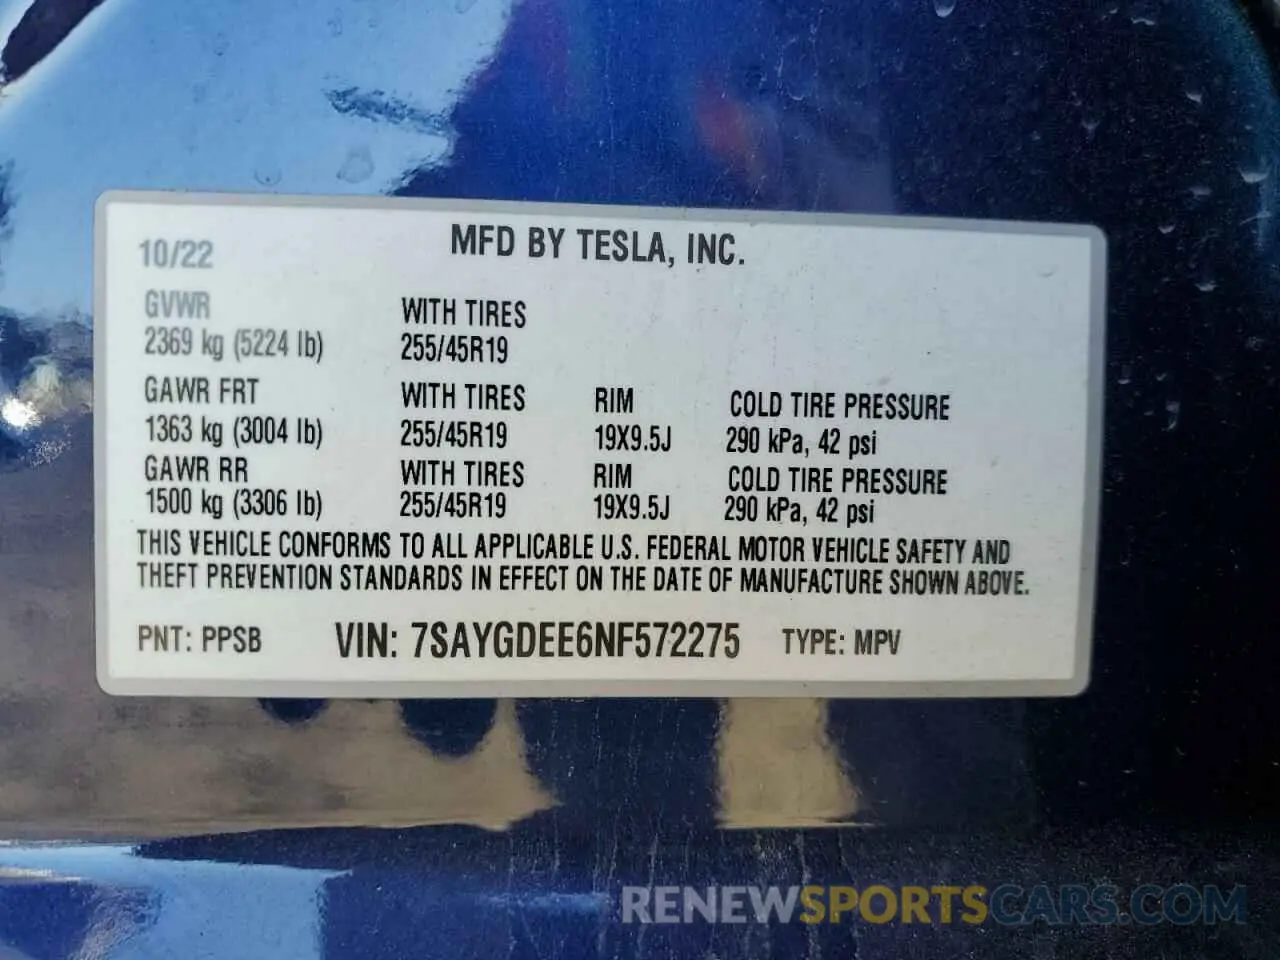 10/22 MFD BY TESLA, INC.
GVWR WITH TIRES
2369 kg (5224 lb) 255/45R19
GAWR FRT WITH TIRES RIM COLD TIRE PRESSURE
1363 kg (3004 lb) 255/45R19 19X9.5J 290 kPa, 42 psi
GAWR RR WITH TIRES RIM COLD TIRE PRESSURE
1500 kg (3306 lb) 255/45R19 19X9.5J 290 kPa, 42 psi
THIS VEHICLE CONFORMS TO ALL APPLICABLE U.S. FEDERAL MOTOR VEHICLE SAFETY AND
THEFT PREVENTION STANDARDS IN EFFECT ON THE DATE OF MANUFACTURE SHOWN ABOVE.
PNT: PPSB VIN: 7SAYGDEE6NF572275 TYPE: MPV
RENEWSPORTSCARS.COM